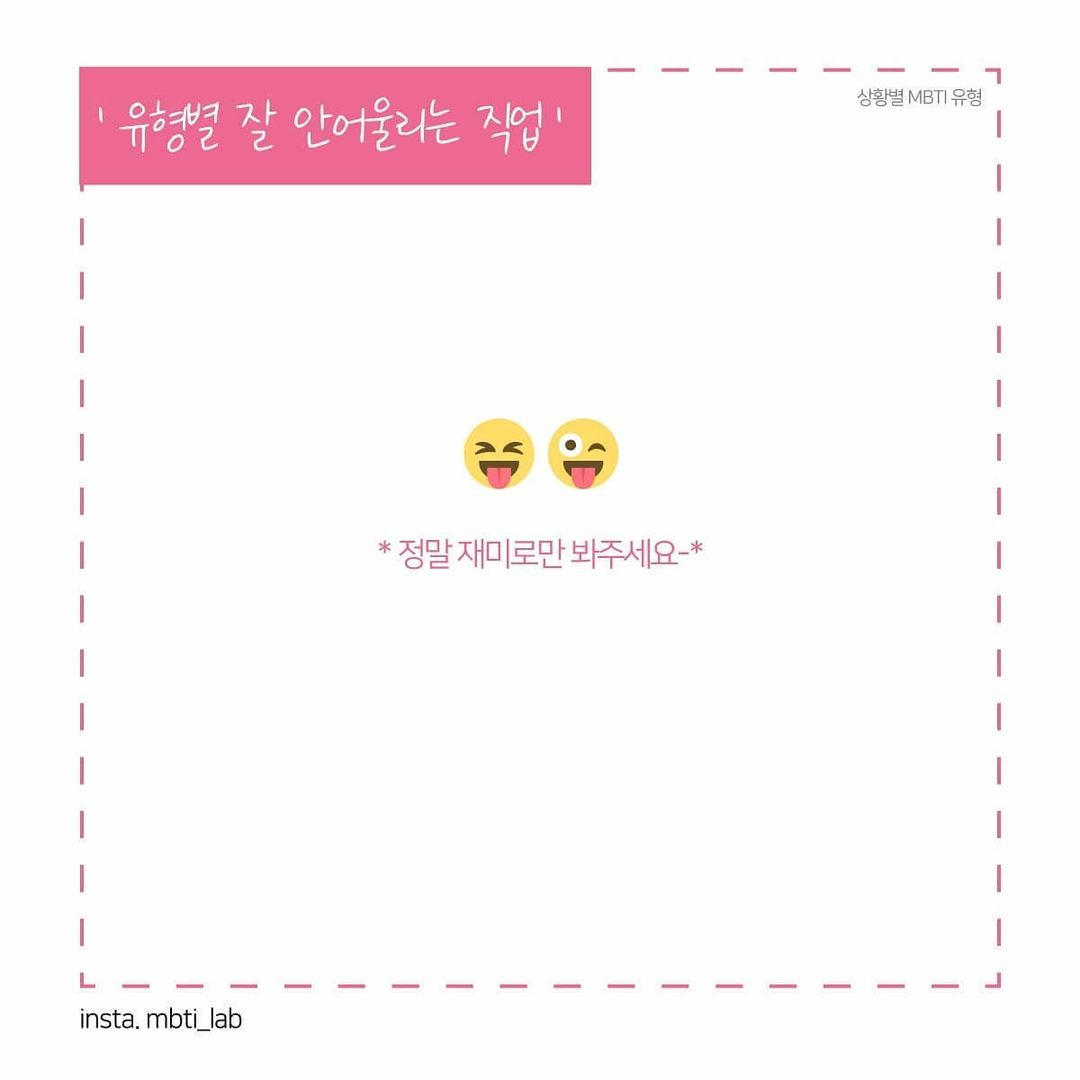 ' 유형별 잘 안어울리는 직업 '
상황별 MBTI 유형
* 정말 재미로만 봐주세요-*
insta. mbti_lab